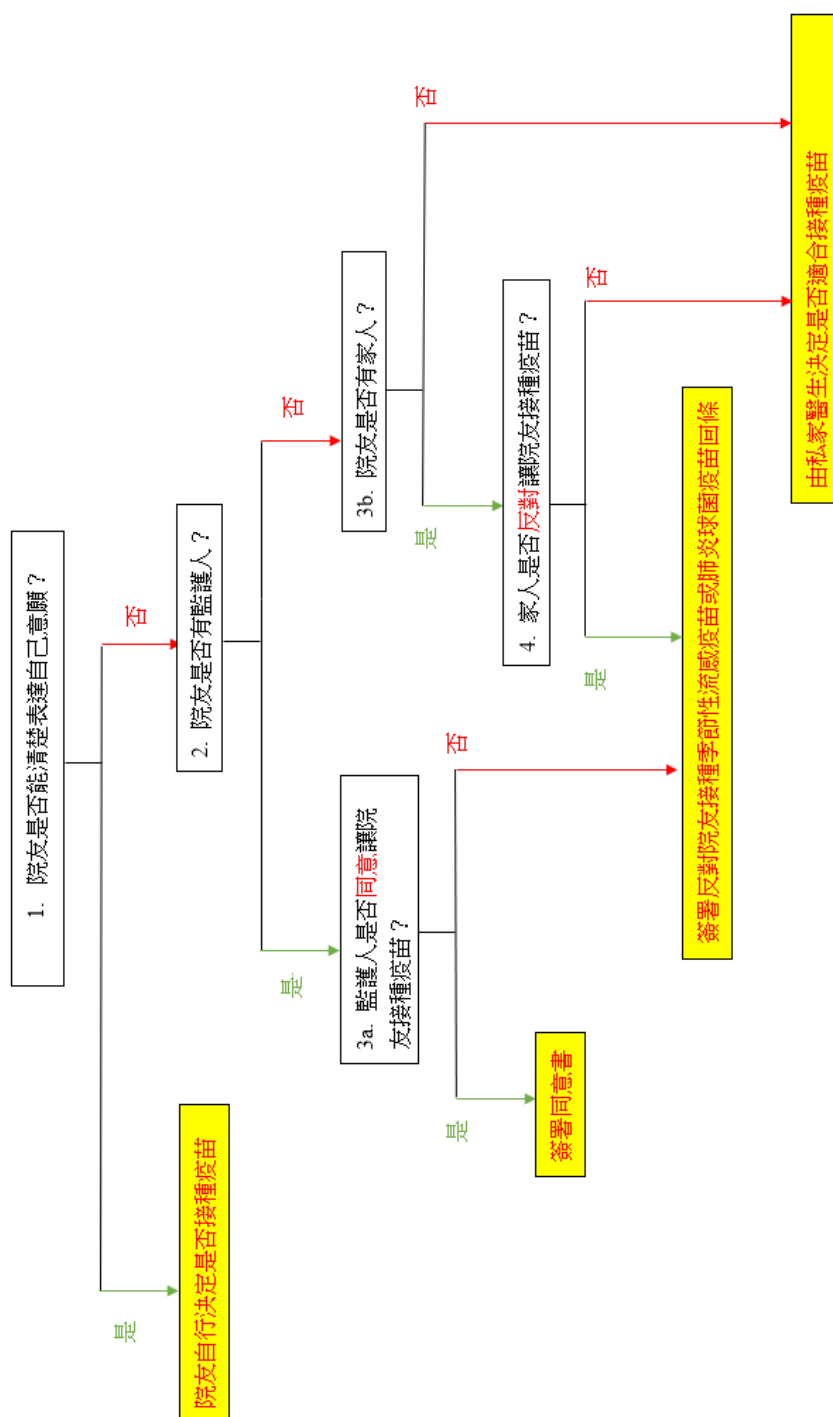 1. 院友是否能清楚表達自己意願？
是
否
院友自行決定是否接種疫苗
2. 院友是否有監護人？
是
否
3a. 監護人是否同意讓院
友接種疫苗？
3b. 院友是否有家人？
是
否
是
否
簽署同意書
4. 家人是否反對讓院友接種疫苗？
是
否
簽署反對院友接種季節性流感疫苗或肺炎球菌疫苗回條
由私家醫生決定是否適合接種疫苗